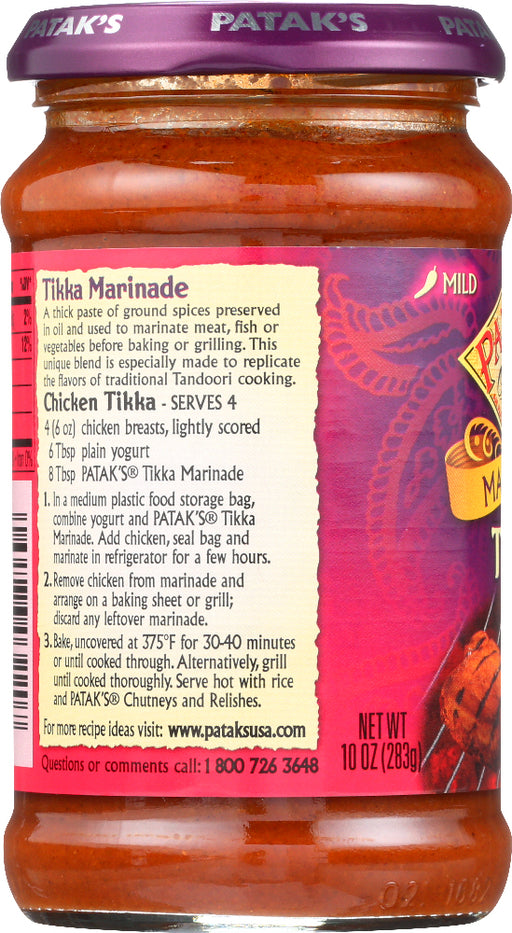 PATAK'S PATAK'S
Tikka Marinade
A thick paste of ground spices preserved
in oil and used to marinate meat, fish or
vegetables before baking or grilling. This
unique blend is especially made to replicate
the flavors of traditional Tandoori cooking.
Chicken Tikka - SERVES 4
4 (6 oz) chicken breasts, lightly scored
6 Tbsp plain yogurt
8 Tbsp PATAK'S® Tikka Marinade
1. In a medium plastic food storage bag,
combine yogurt and PATAK'S® Tikka
Marinade. Add chicken, seal bag and
marinate in refrigerator for a few hours.
2. Remove chicken from marinade and
arrange on a baking sheet or grill;
discard any leftover marinade.
3. Bake, uncovered at 375°F for 30-40 minutes
or until cooked through. Alternatively, grill
until cooked thoroughly. Serve hot with rice
and PATAK'S® Chutneys and Relishes.
For more recipe ideas visit: www.pataksusa.com
Questions or comments call: 1 800 726 3648
MILD
NET WT
10 OZ (283g)